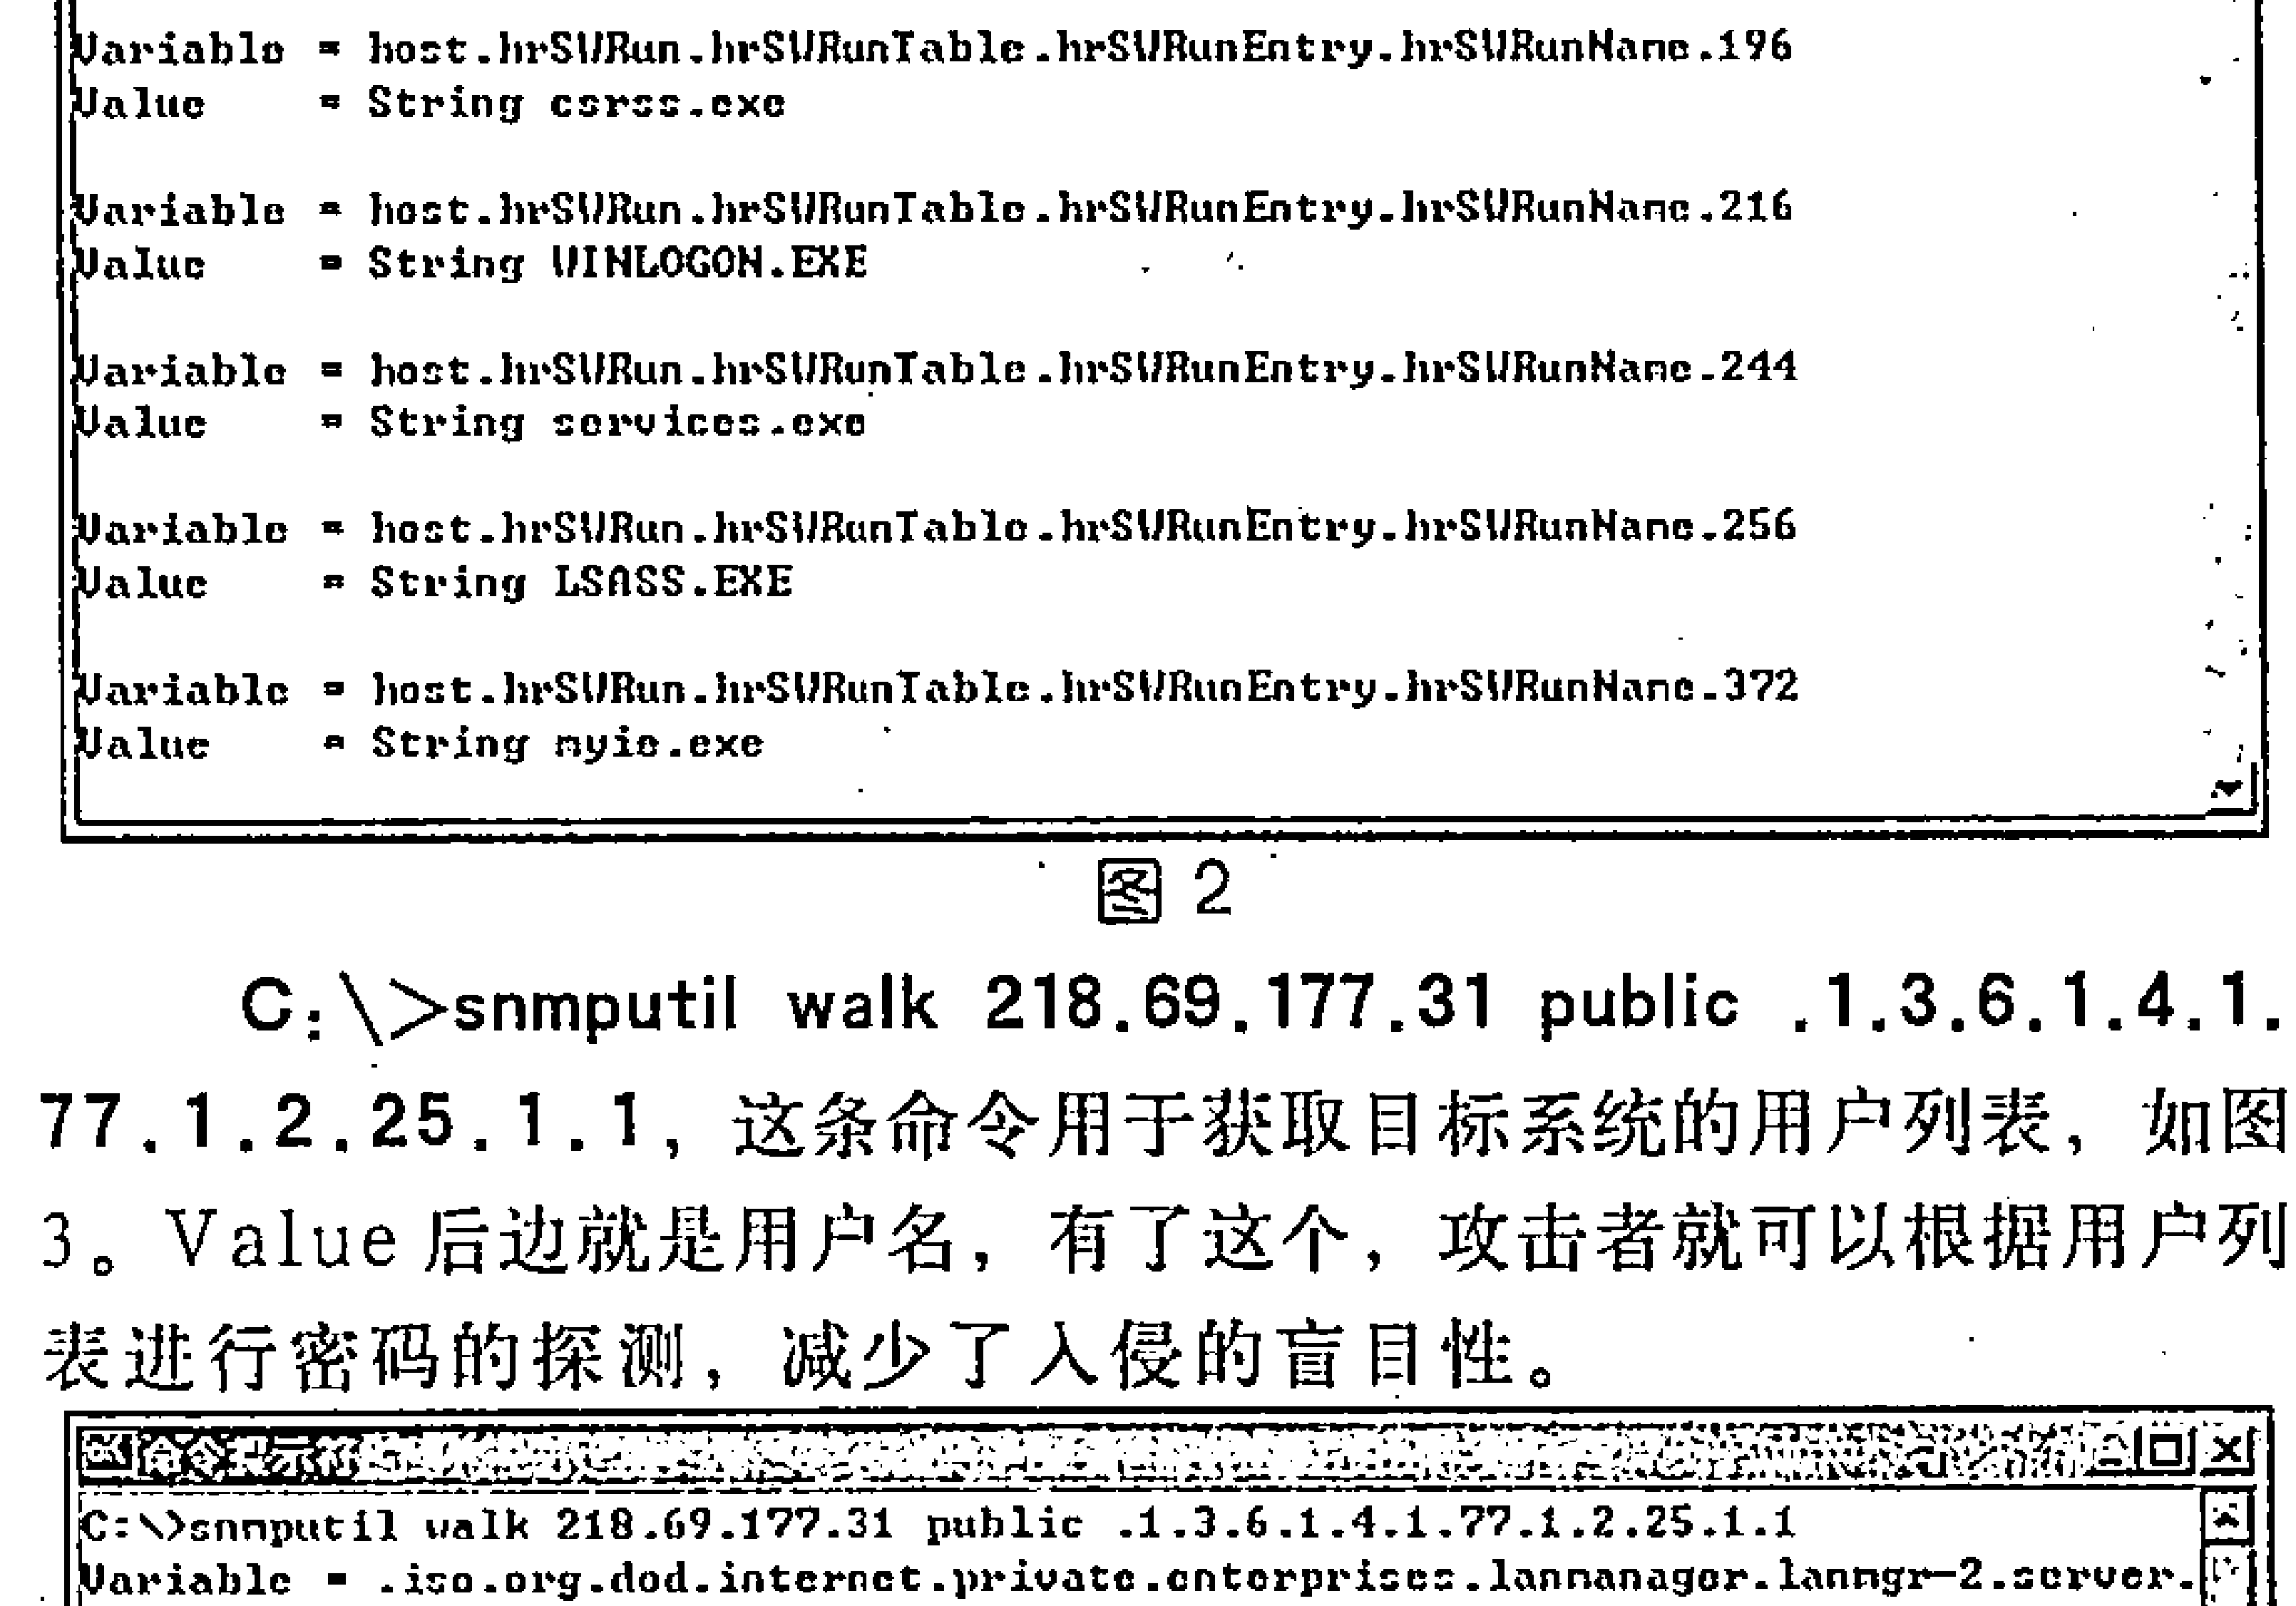 Variable = host.hrSWRun.hrSWRunTable.hrSWRunEntry.hrSWRunName.196
Value = String csrss.exe
Variable = host.hrSWRun.hrSWRunTable.hrSWRunEntry.hrSWRunName.216
Value = String WINLOGON.EXE
Variable = host.hrSWRun.hrSWRunTable.hrSWRunEntry.hrSWRunName.244
Value = String services.exe
Variable = host.hrSWRun.hrSWRunTable.hrSWRunEntry.hrSWRunName.256
Value = String LSASS.EXE
Variable = host.hrSWRun.hrSWRunTable.hrSWRunEntry.hrSWRunName.372
Value = String myie.exe
图 2
C:\>snmputil walk 218.69.177.31 public .1.3.6.1.4.1.
77.1.2.25.1.1，这条命令用于获取目标系统的用户列表，如图
3。Value 后边就是用户名，有了这个，攻击者就可以根据用户列
表进行密码的探测，减少了入侵的盲目性。
命令提示符
C:\>snmputil walk 218.69.177.31 public .1.3.6.1.4.1.77.1.2.25.1.1
Variable = .iso.org.dod.internet.private.enterprises.lanmanager.lanmgr-2.server.